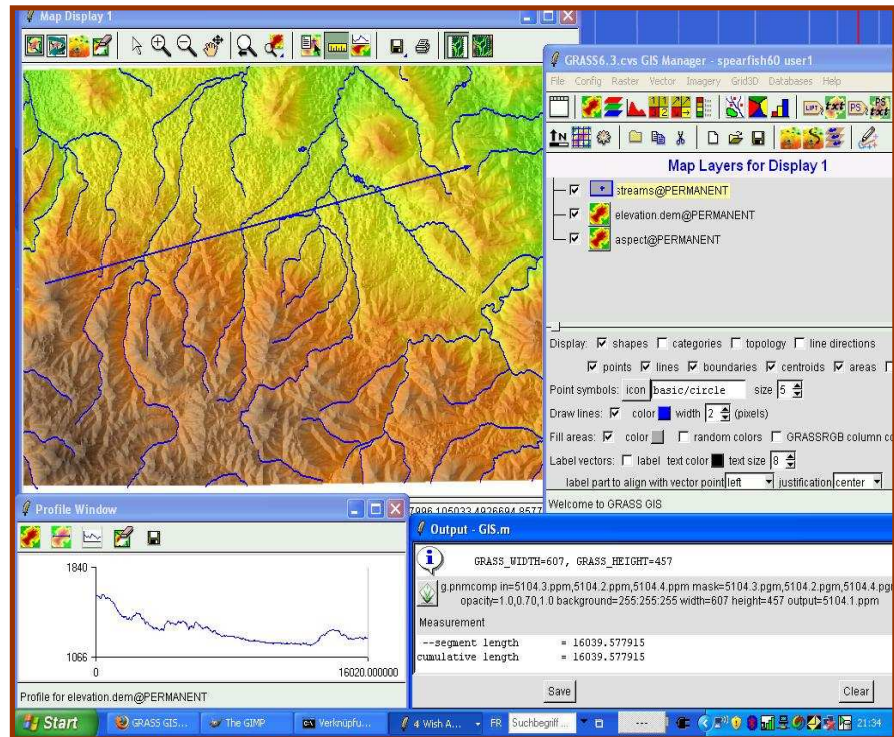 Map Display 1
GRASS6.3.cvs GIS Manager - spearfish60 user1
File Config Raster Vector Imagery Grid3D Databases Help
Map Layers for Display 1
streams@PERMANENT
elevation.dem@PERMANENT
aspect@PERMANENT
Display: shapes categories topology line directions
points lines boundaries centroids areas
Point symbols: icon basic/circle size 5
Draw lines: color width 2 (pixels)
Fill areas: color random colors GRASSRGB column
Label vectors: label text color text size 8
label part to align with vector point left justification center
Welcome to GRASS GIS
Profile Window
1840
1066
0 16020.000000
Profile for elevation.dem@PERMANENT
Output - GIS.m
GRASS_WIDTH=607, GRASS_HEIGHT=457
g.pnmcomp in=5104.3.ppm,5104.2.ppm,5104.4.ppm mask=5104.3.pgm,5104.2.pgm,5104.4.pgm
opacity=1.0,0.70,1.0 background=255:255:255 width=607 height=457 output=5104.1.ppm
Measurement
--segment length = 16039.577915
cumulative length = 16039.577915
Save Clear
Start GRASS GIS... The GIMP Verknüpfu... 4 Wish A... FR Suchbegriff ... --- 21:34